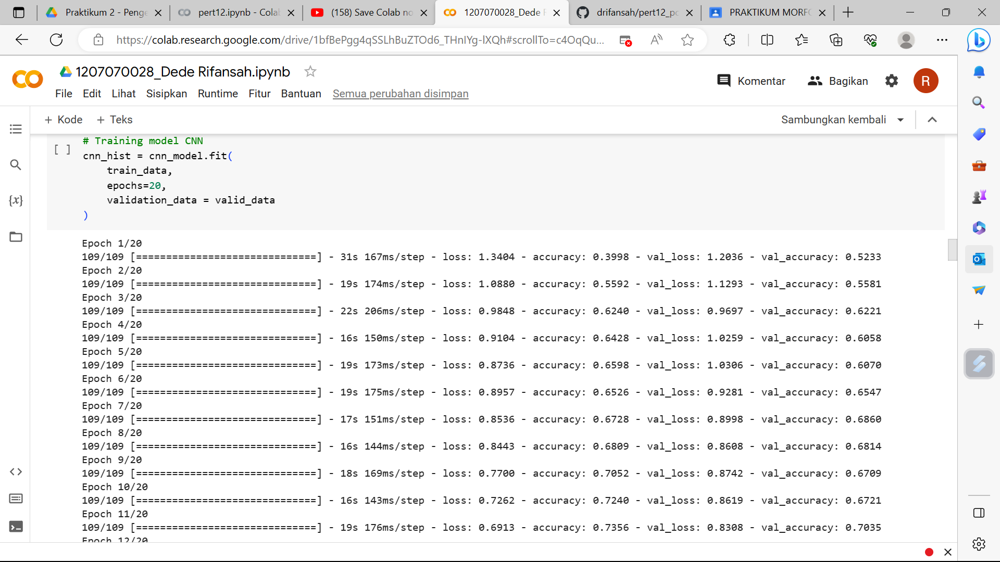 Praktikum 2 - Penge
pert12.ipynb - Cola
(158) Save Colab no
1207070028_Dede R
drifansah/pert12_pc
PRAKTIKUM MORFO
https://colab.research.google.com/drive/1bfBePgg4qSSLhBuZTOd6_THnIYg-lXQh#scrollTo=c4OqQu...
1207070028_Dede Rifansah.ipynb
Komentar
Bagikan
R
File Edit Lihat Sisipkan Runtime Fitur Bantuan Semua perubahan disimpan
+ Kode + Teks
Sambungkan kembali
# Training model CNN
[ ] cnn_hist = cnn_model.fit(
train_data,
epochs=20,
validation_data = valid_data
)
{x}
Epoch 1/20
109/109 [==============================] - 31s 167ms/step - loss: 1.3404 - accuracy: 0.3998 - val_loss: 1.2036 - val_accuracy: 0.5233
Epoch 2/20
109/109 [==============================] - 19s 174ms/step - loss: 1.0880 - accuracy: 0.5592 - val_loss: 1.1293 - val_accuracy: 0.5581
Epoch 3/20
109/109 [==============================] - 22s 206ms/step - loss: 0.9848 - accuracy: 0.6240 - val_loss: 0.9697 - val_accuracy: 0.6221
Epoch 4/20
109/109 [==============================] - 16s 150ms/step - loss: 0.9104 - accuracy: 0.6428 - val_loss: 1.0259 - val_accuracy: 0.6058
Epoch 5/20
109/109 [==============================] - 19s 173ms/step - loss: 0.8736 - accuracy: 0.6598 - val_loss: 1.0306 - val_accuracy: 0.6070
Epoch 6/20
109/109 [==============================] - 19s 175ms/step - loss: 0.8957 - accuracy: 0.6526 - val_loss: 0.9281 - val_accuracy: 0.6547
Epoch 7/20
109/109 [==============================] - 17s 151ms/step - loss: 0.8536 - accuracy: 0.6728 - val_loss: 0.8998 - val_accuracy: 0.6860
Epoch 8/20
109/109 [==============================] - 16s 144ms/step - loss: 0.8443 - accuracy: 0.6809 - val_loss: 0.8608 - val_accuracy: 0.6814
Epoch 9/20
109/109 [==============================] - 18s 169ms/step - loss: 0.7700 - accuracy: 0.7052 - val_loss: 0.8742 - val_accuracy: 0.6709
Epoch 10/20
109/109 [==============================] - 16s 143ms/step - loss: 0.7262 - accuracy: 0.7240 - val_loss: 0.8619 - val_accuracy: 0.6721
Epoch 11/20
109/109 [==============================] - 19s 176ms/step - loss: 0.6913 - accuracy: 0.7356 - val_loss: 0.8308 - val_accuracy: 0.7035
Epoch 12/20